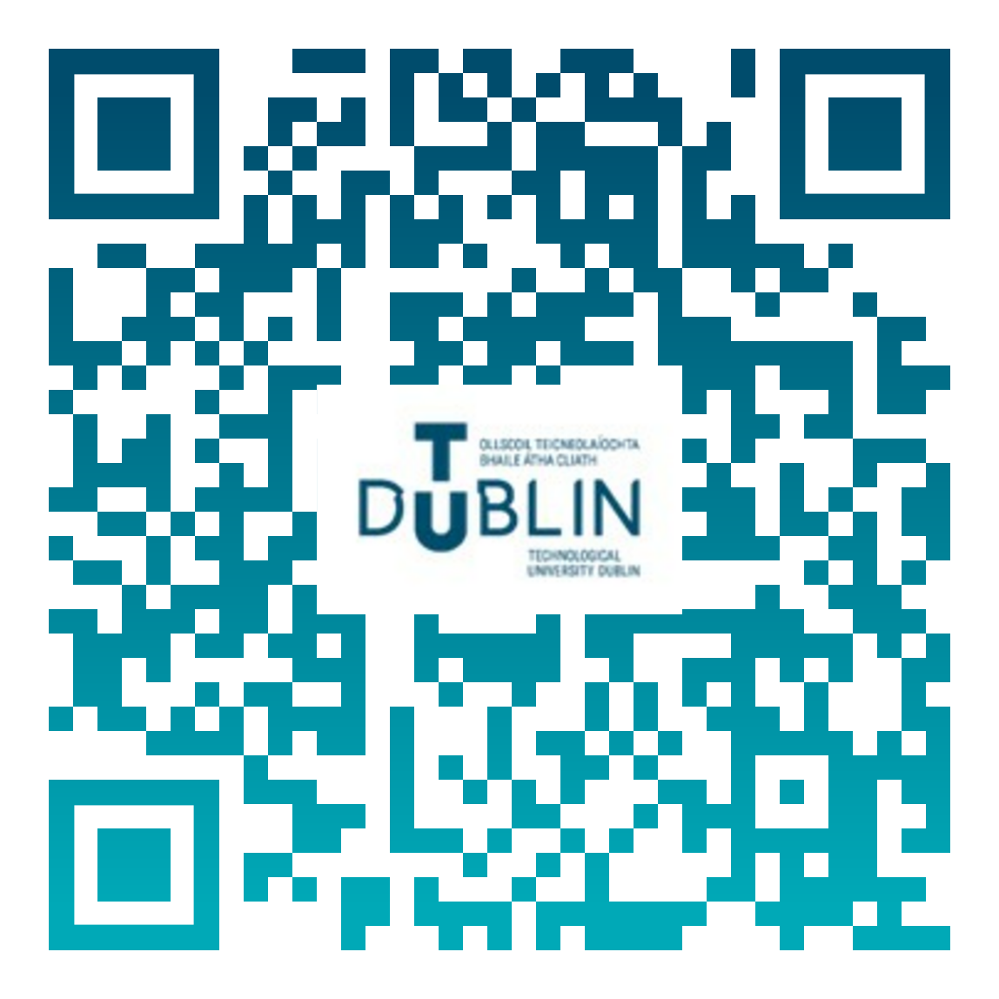 OLLSCOIL TEICNEOLAÍOCHTA
BHAILE ÁTHA CLIATH
TU DUBLIN
TECHNOLOGICAL
UNIVERSITY DUBLIN